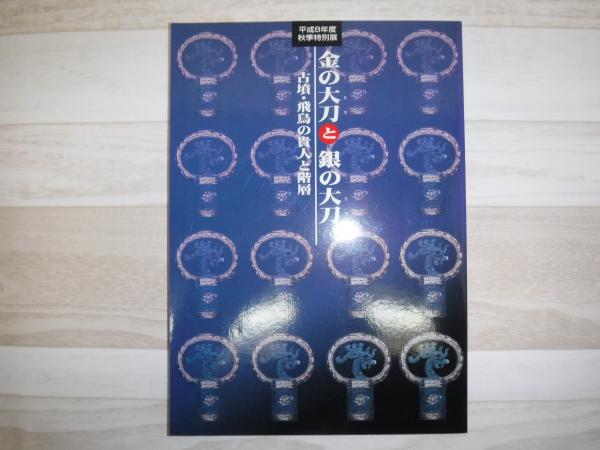 平成8年度
秋季特別展
金の大刀と銀の大刀
古墳・飛鳥の貴人と階層